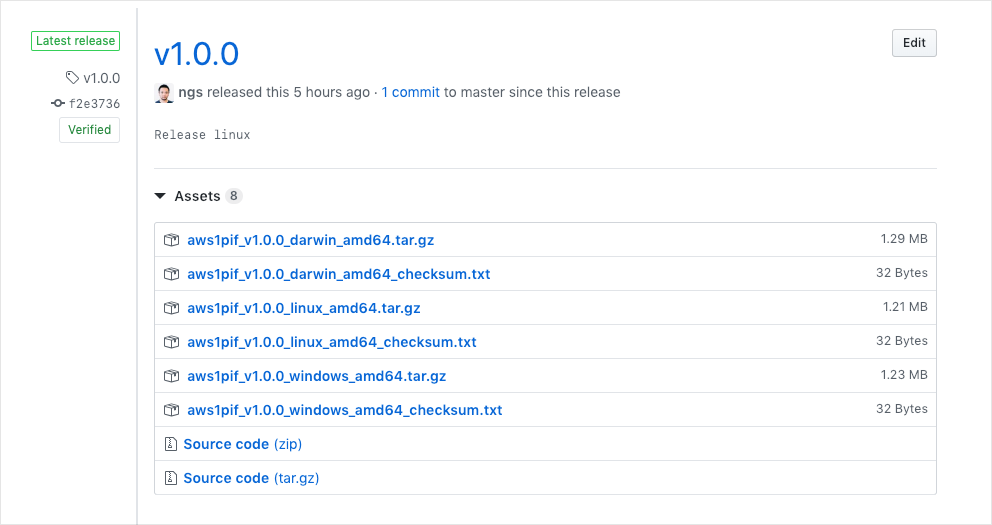 Latest release
v1.0.0
f2e3736
Verified
v1.0.0
Edit
ngs released this 5 hours ago · 1 commit to master since this release
Release linux
Assets 8
aws1pif_v1.0.0_darwin_amd64.tar.gz 1.29 MB
aws1pif_v1.0.0_darwin_amd64_checksum.txt 32 Bytes
aws1pif_v1.0.0_linux_amd64.tar.gz 1.21 MB
aws1pif_v1.0.0_linux_amd64_checksum.txt 32 Bytes
aws1pif_v1.0.0_windows_amd64.tar.gz 1.23 MB
aws1pif_v1.0.0_windows_amd64_checksum.txt 32 Bytes
Source code (zip)
Source code (tar.gz)